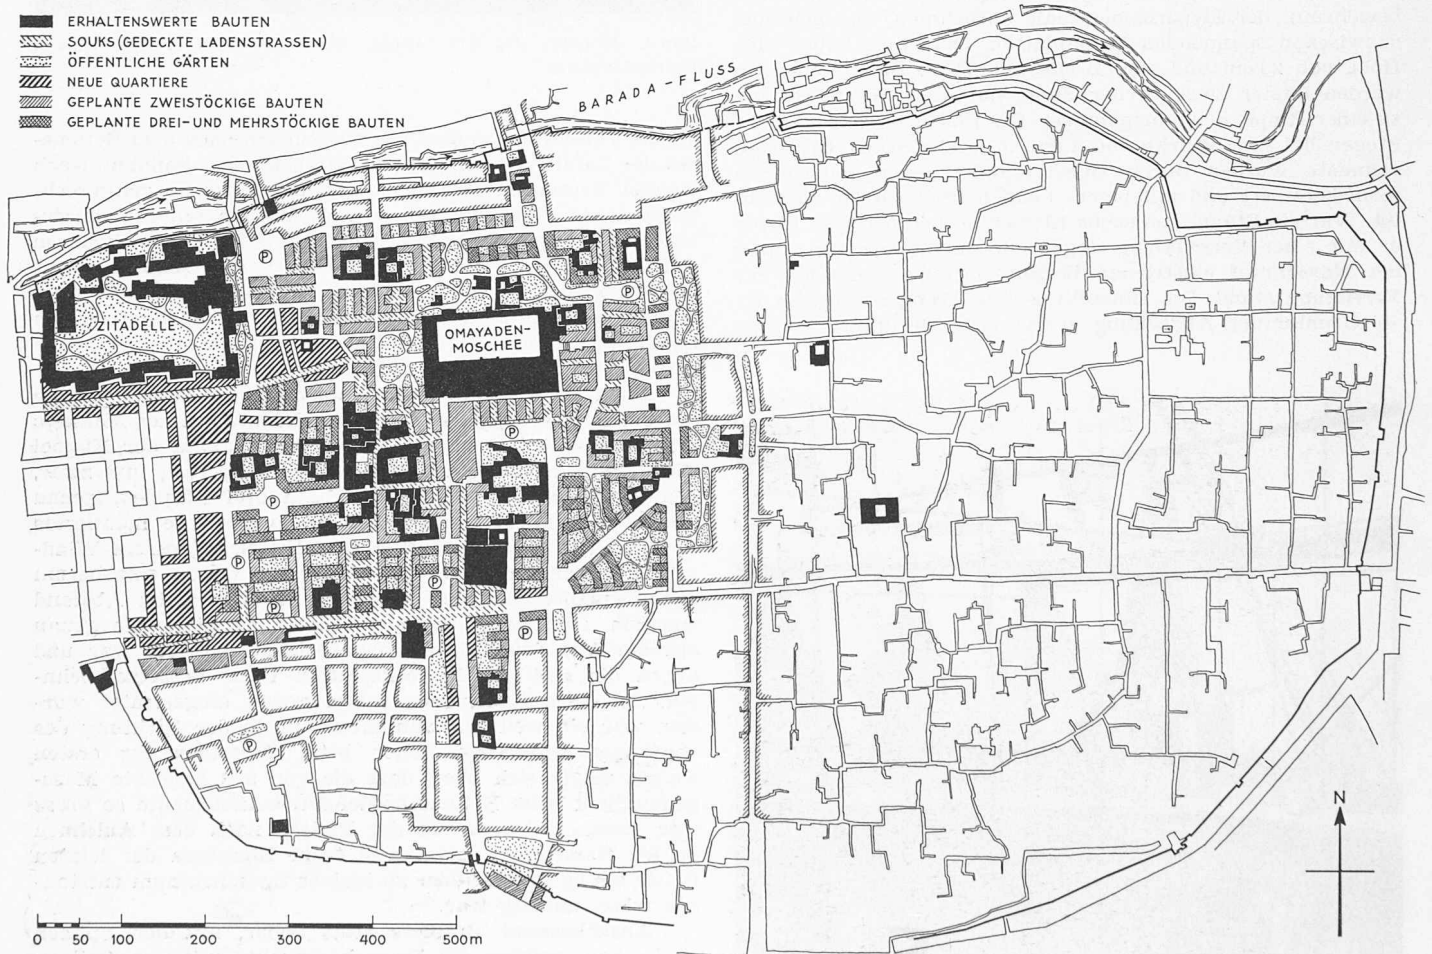 ERHALTENSWERTE BAUTEN
SOUKS (GEDECKTE LADENSTRASSEN)
ÖFFENTLICHE GÄRTEN
NEUE QUARTIERE
GEPLANTE ZWEISTÖCKIGE BAUTEN
GEPLANTE DREI- UND MEHRSTÖCKIGE BAUTEN
BARADA-FLUSS
P
P
ZITADELLE
OMAYADEN-
MOSCHEE
P
P
P
P
P
P
P
N
0 50 100 200 300 400 500m